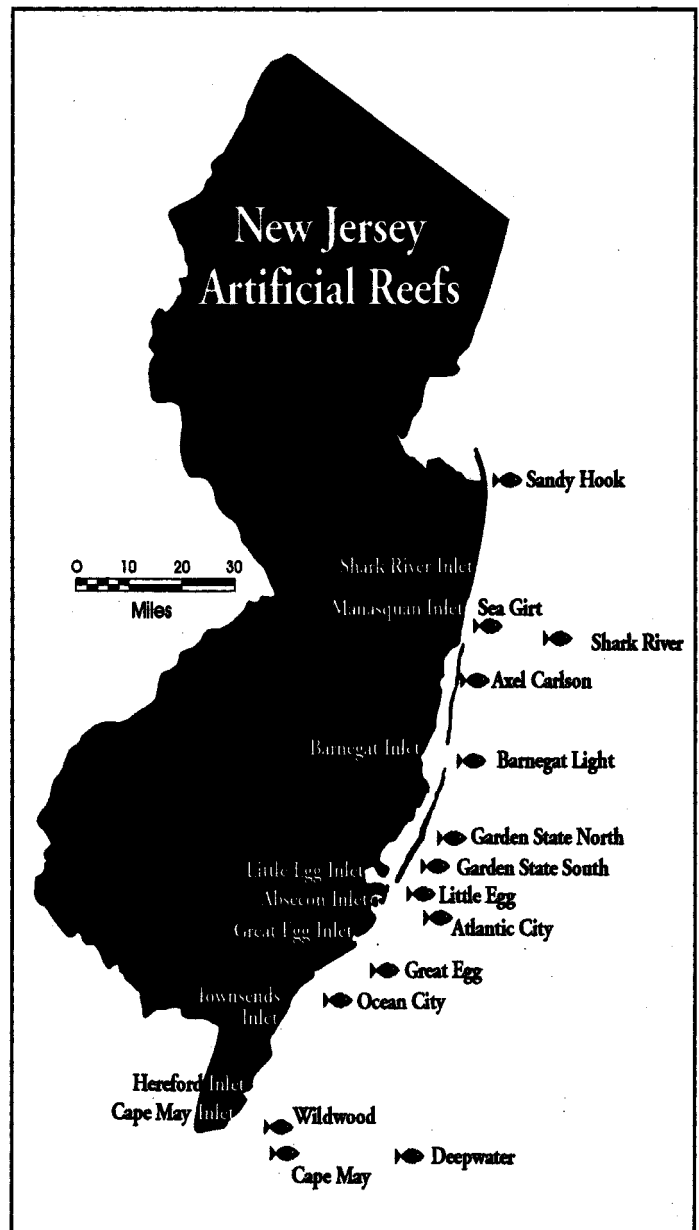 New Jersey
Artificial Reefs
Sandy Hook
0 10 20 30
Miles
Shark River Inlet
Manasquan Inlet
Sea Girt
Shark River
Axel Carlson
Barnegat Inlet
Barnegat Light
Garden State North
Little Egg Inlet
Garden State South
Absecon Inlet
Little Egg
Great Egg Inlet
Atlantic City
Great Egg
Townsends
Inlet
Ocean City
Hereford Inlet
Cape May Inlet
Wildwood
Cape May
Deepwater